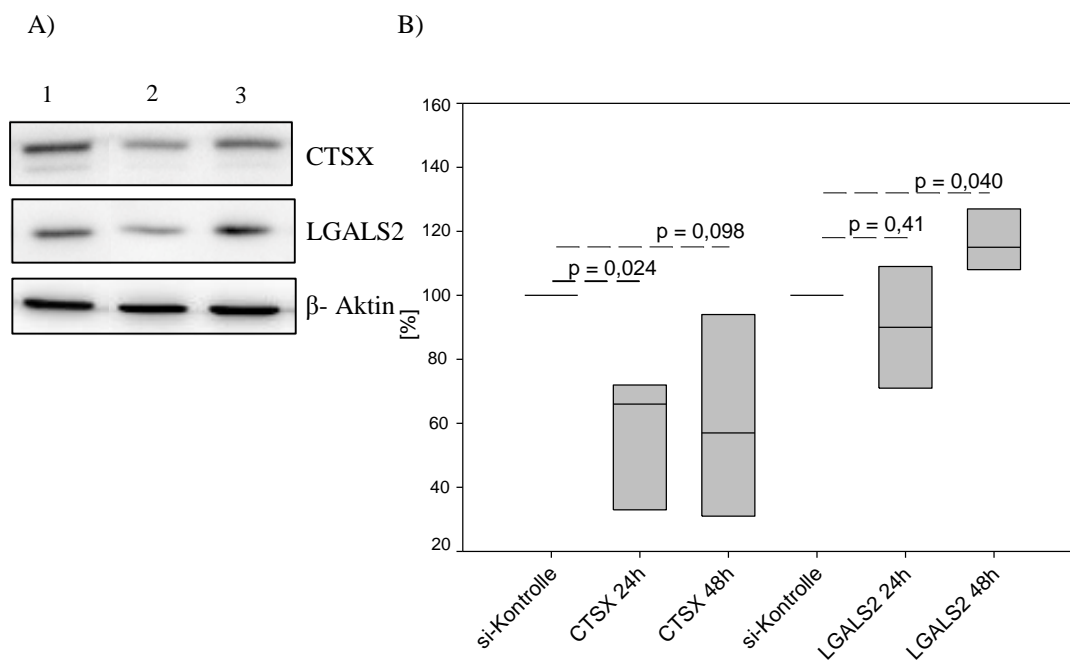 A)
1 2 3
CTSX
LGALS2
β- Aktin
B)
160
140
120
100
80
60
40
20
[%]
p = 0,024
p = 0,098
p = 0,41
p = 0,040
si-Kontrolle
CTSX 24h
CTSX 48h
si-Kontrolle
LGALS2 24h
LGALS2 48h